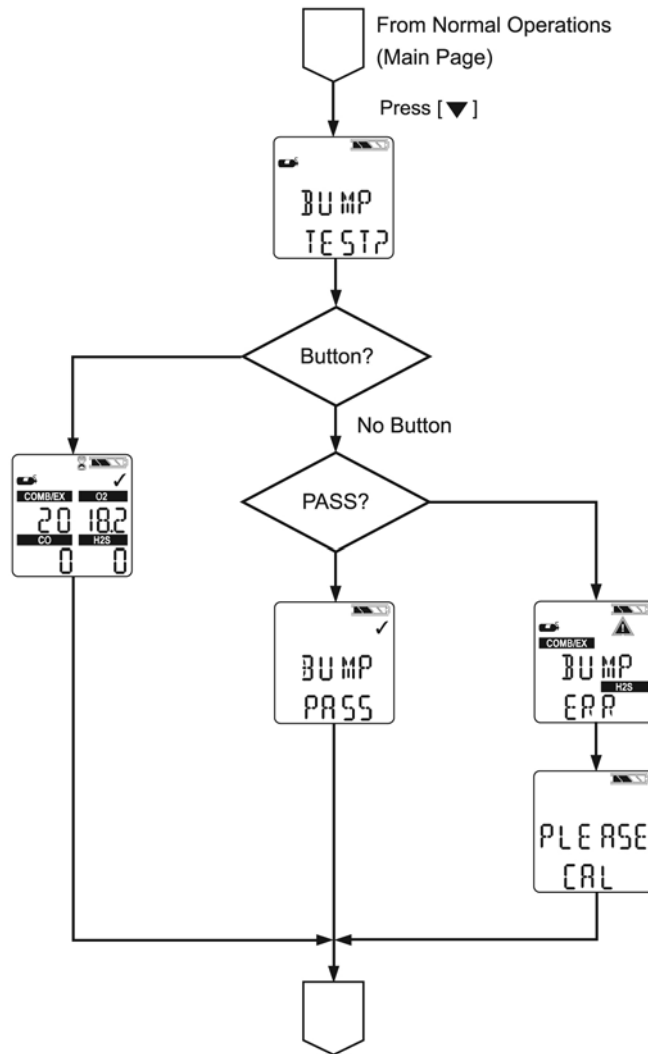 From Normal Operations
(Main Page)
Press [▼]
BUMP
TEST?
Button?
No Button
PASS?
COMB/EX O2
20 18.2
CO H2S
0 0
BUMP
PASS
COMB/EX
BUMP
H2S
ERR
PLEASE
CAL